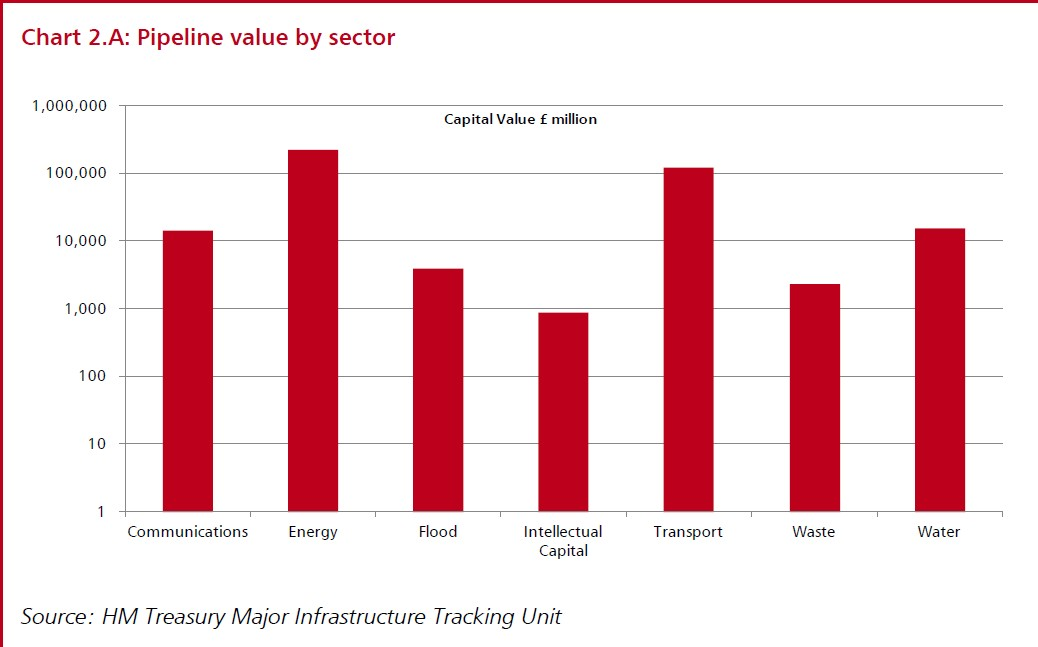 Chart 2.A: Pipeline value by sector
Capital Value £ million
1,000,000
100,000
10,000
1,000
100
10
1
Communications
Energy
Flood
Intellectual
Capital
Transport
Waste
Water
Source: HM Treasury Major Infrastructure Tracking Unit